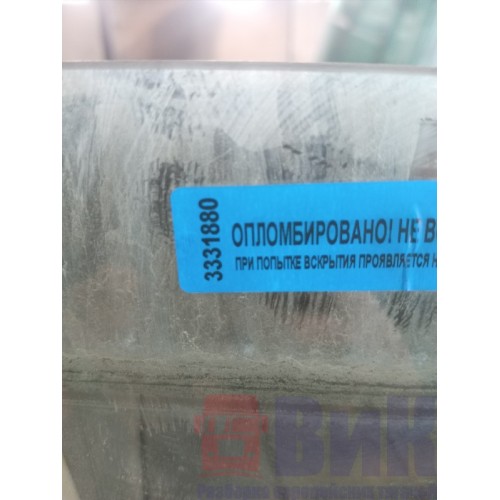 3331880
ОПЛОМБИРОВАНО! НЕ В
ПРИ ПОПЫТКЕ ВСКРЫТИЯ ПРОЯВЛЯЕТСЯ Н
ВиК